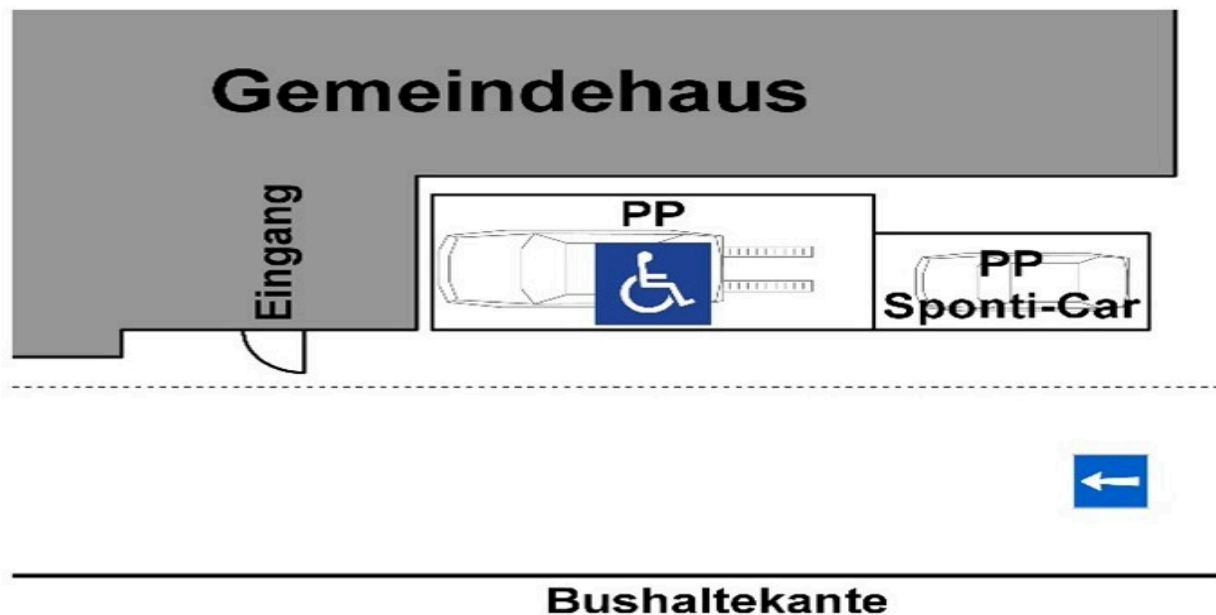 Gemeindehaus
Eingang
PP
PP
Sponti-Car
Bushaltekante